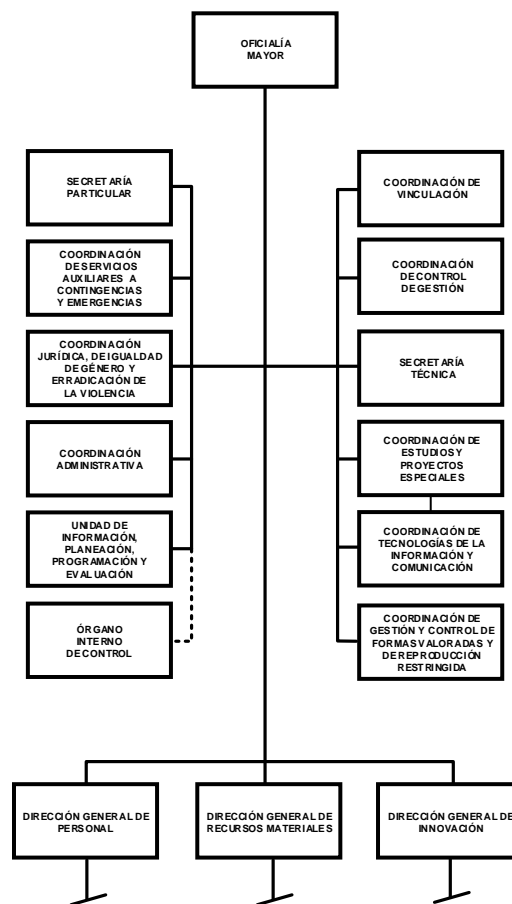 OFICIALÍA
MAYOR
SECRETARÍA
PARTICULAR
COORDINACIÓN
DE SERVICIOS
AUXILIARES A
CONTINGENCIAS
Y EMERGENCIAS
COORDINACIÓN
JURÍDICA, DE IGUALDAD
DE GÉNERO Y
ERRADICACIÓN DE
LA VIOLENCIA
COORDINACIÓN
ADMINISTRATIVA
UNIDAD DE
INFORMACIÓN,
PLANEACIÓN,
PROGRAMACIÓN Y
EVALUACIÓN
ÓRGANO
INTERNO
DE CONTROL
COORDINACIÓN DE
VINCULACIÓN
COORDINACIÓN
DE CONTROL
DE GESTIÓN
SECRETARÍA
TÉCNICA
COORDINACIÓN DE
ESTUDIOS Y
PROYECTOS
ESPECIALES
COORDINACIÓN DE
TECNOLOGÍAS DE LA
INFORMACIÓN Y
COMUNICACIÓN
COORDINACIÓN DE
GESTIÓN Y CONTROL DE
FORMAS VALORADAS Y
DE REPRODUCCIÓN
RESTRINGIDA
DIRECCIÓN GENERAL DE
PERSONAL
DIRECCIÓN GENERAL DE
RECURSOS MATERIALES
DIRECCIÓN GENERAL DE
INNOVACIÓN